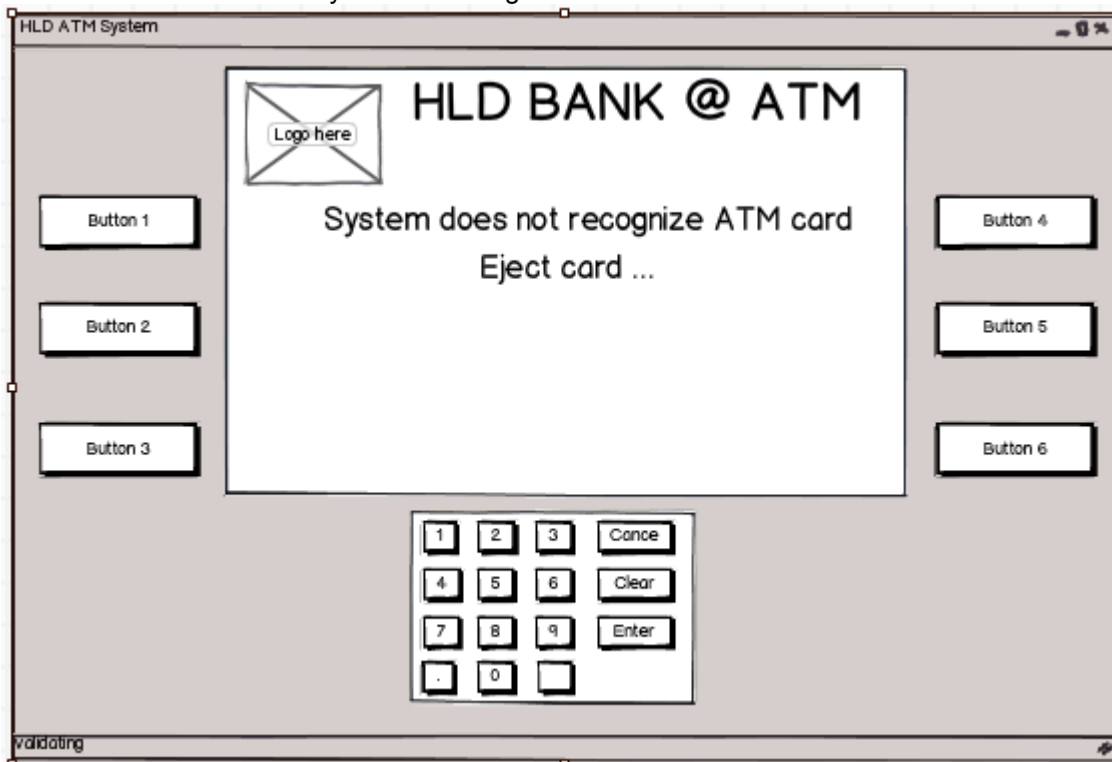 HLD ATM System
HLD BANK @ ATM
Logo here
System does not recognize ATM card
Eject card ...
Button 1
Button 4
Button 2
Button 5
Button 3
Button 6
1 2 3 Cance
4 5 6 Clear
7 8 9 Enter
. 0
validating